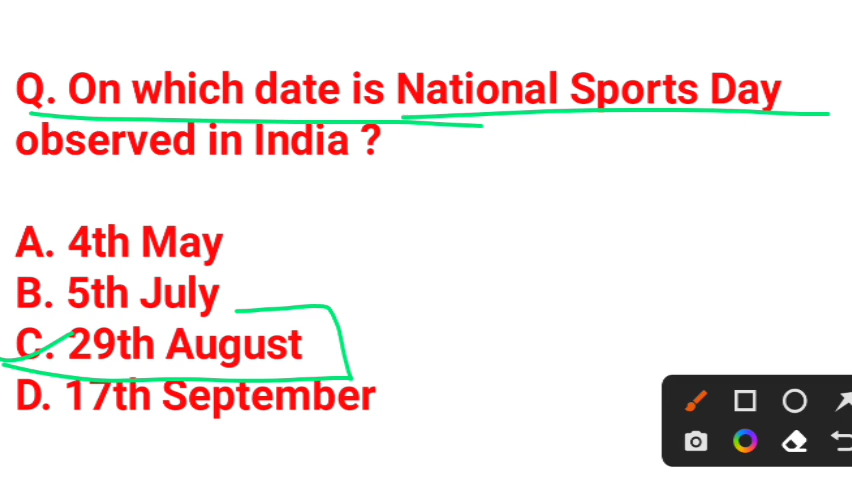 Q. On which date is National Sports Day
observed in India ?
A. 4th May
B. 5th July
C. 29th August
D. 17th September